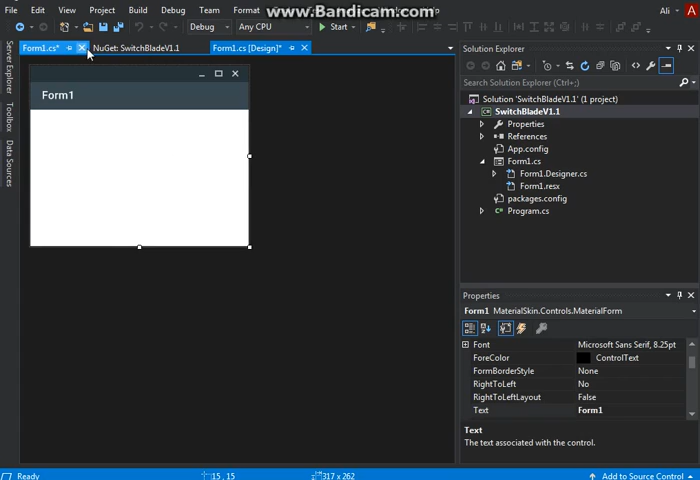 www.Bandicam.com
File Edit View Project Build Debug Team Format Ali A
Debug Any CPU Start
Form1.cs* NuGet: SwitchBladeV1.1 Form1.cs [Design]*
Server Explorer
Toolbox
Data Sources
Form1
Solution Explorer
Search Solution Explorer (Ctrl+;)
Solution 'SwitchBladeV1.1' (1 project)
SwitchBladeV1.1
Properties
References
App.config
Form1.cs
Form1.Designer.cs
Form1.resx
packages.config
Program.cs
Properties
Form1 MaterialSkin.Controls.MaterialForm
Font Microsoft Sans Serif, 8.25pt
ForeColor ControlText
FormBorderStyle None
RightToLeft No
RightToLeftLayout False
Text Form1
Text
The text associated with the control.
Ready 15, 15 317 x 262 Add to Source Control